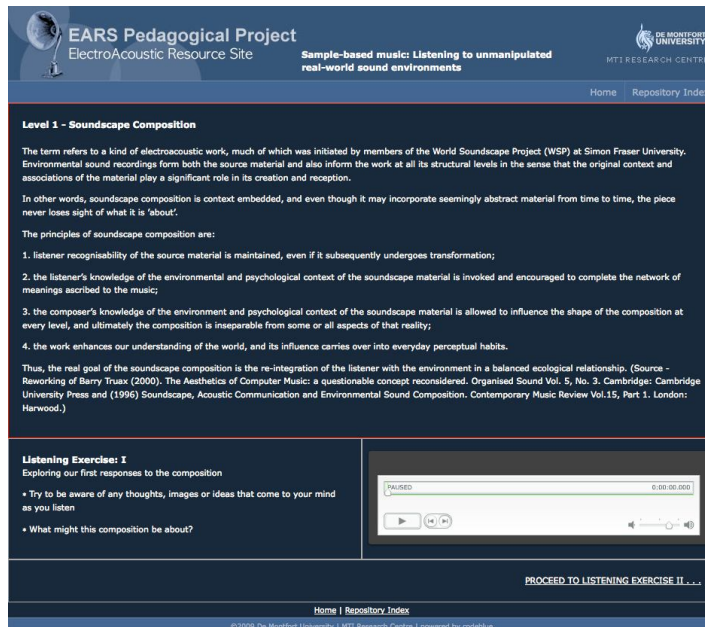 EARS Pedagogical Project
ElectroAcoustic Resource Site
Sample-based music: Listening to unmanipulated
real-world sound environments
DE MONTFORT
UNIVERSITY
MTI RESEARCH CENTRE
Home Repository Index
Level 1 - Soundscape Composition
The term refers to a kind of electroacoustic work, much of which was initiated by members of the World Soundscape Project (WSP) at Simon Fraser University.
Environmental sound recordings form both the source material and also inform the work at all its structural levels in the sense that the original context and
associations of the material play a significant role in its creation and reception.
In other words, soundscape composition is context embedded, and even though it may incorporate seemingly abstract material from time to time, the piece
never loses sight of what it is 'about'.
The principles of soundscape composition are:
1. listener recognisability of the source material is maintained, even if it subsequently undergoes transformation;
2. the listener's knowledge of the environmental and psychological context of the soundscape material is invoked and encouraged to complete the network of
meanings ascribed to the music;
3. the composer's knowledge of the environment and psychological context of the soundscape material is allowed to influence the shape of the composition at
every level, and ultimately the composition is inseparable from some or all aspects of that reality;
4. the work enhances our understanding of the world, and its influence carries over into everyday perceptual habits.
Thus, the real goal of the soundscape composition is the re-integration of the listener with the environment in a balanced ecological relationship. (Source -
Reworking of Barry Truax (2000). The Aesthetics of Computer Music: a questionable concept reconsidered. Organised Sound Vol. 5, No. 3. Cambridge: Cambridge
University Press and (1996) Soundscape, Acoustic Communication and Environmental Sound Composition. Contemporary Music Review Vol.15, Part 1. London:
Harwood.)
Listening Exercise: I
Exploring our first responses to the composition
• Try to be aware of any thoughts, images or ideas that come to your mind
as you listen
• What might this composition be about?
PAUSED 0:00:00.000
PROCEED TO LISTENING EXERCISE II . . .
Home | Repository Index
©2009 De Montfort University | MTI Research Centre | powered by codeblue